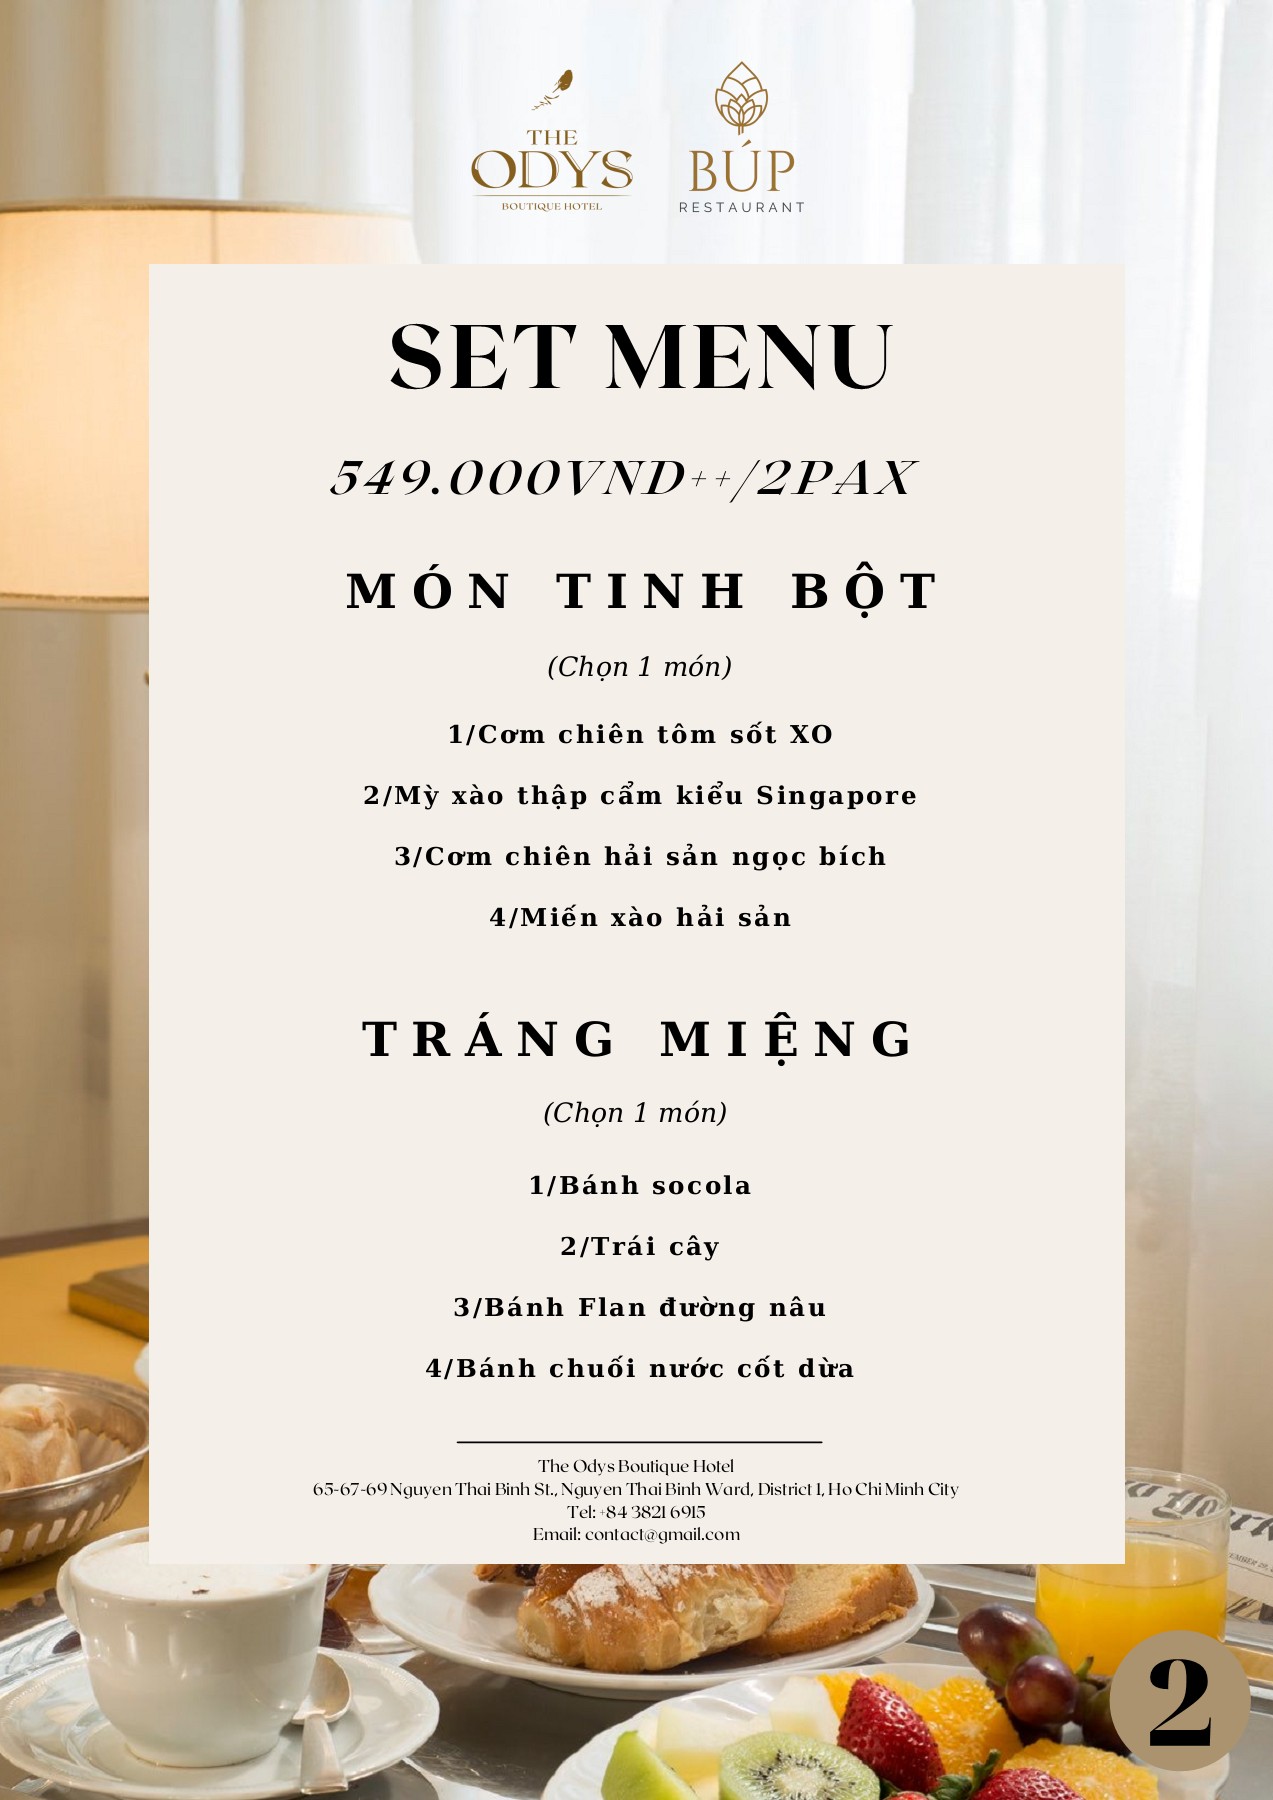 THE
ODYS
BOUTIQUE HOTEL
BÚP
RESTAURANT
SET MENU
549.000VND++/2PAX
MÓN TINH BỘT
(Chọn 1 món)
1/Cơm chiên tôm sốt XO
2/Mỳ xào thập cẩm kiểu Singapore
3/Cơm chiên hải sản ngọc bích
4/Miến xào hải sản
TRÁNG MIỆNG
(Chọn 1 món)
1/Bánh socola
2/Trái cây
3/Bánh Flan đường nâu
4/Bánh chuối nước cốt dừa
The Odys Boutique Hotel
65-67-69 Nguyen Thai Binh St., Nguyen Thai Binh Ward, District 1, Ho Chi Minh City
Tel: +84 3821 6915
Email: contact@gmail.com
2